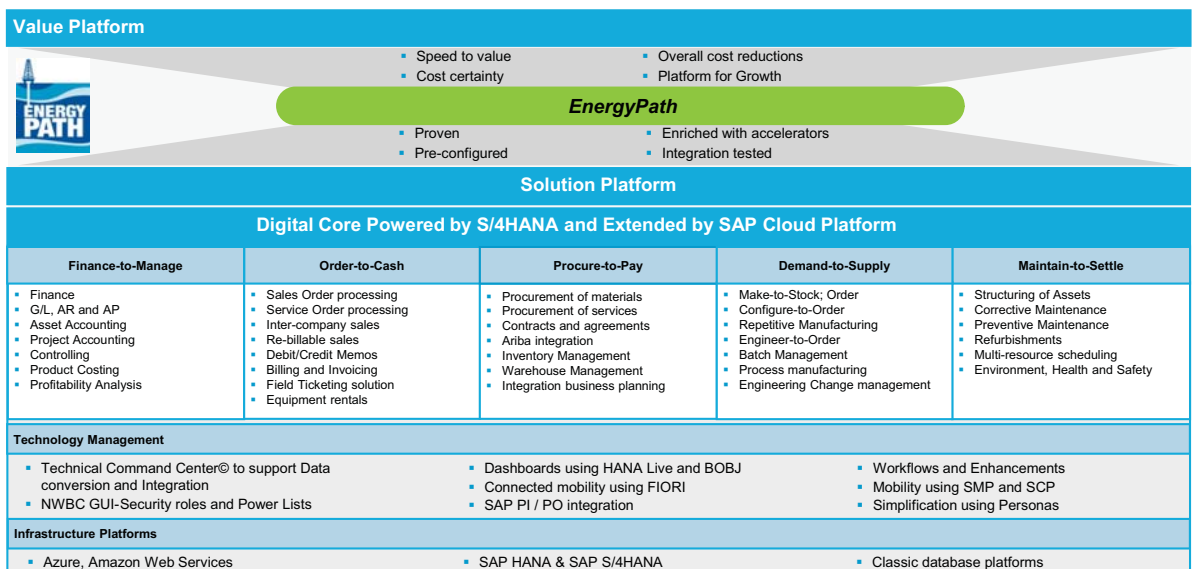 Value Platform
ENERGY
PATH
▪ Speed to value
▪ Cost certainty
▪ Overall cost reductions
▪ Platform for Growth
EnergyPath
▪ Proven
▪ Pre-configured
▪ Enriched with accelerators
▪ Integration tested
Solution Platform
Digital Core Powered by S/4HANA and Extended by SAP Cloud Platform
Finance-to-Manage
▪ Finance
▪ G/L, AR and AP
▪ Asset Accounting
▪ Project Accounting
▪ Controlling
▪ Product Costing
▪ Profitability Analysis
Order-to-Cash
▪ Sales Order processing
▪ Service Order processing
▪ Inter-company sales
▪ Re-billable sales
▪ Debit/Credit Memos
▪ Billing and Invoicing
▪ Field Ticketing solution
▪ Equipment rentals
Procure-to-Pay
▪ Procurement of materials
▪ Procurement of services
▪ Contracts and agreements
▪ Ariba integration
▪ Inventory Management
▪ Warehouse Management
▪ Integration business planning
Demand-to-Supply
▪ Make-to-Stock; Order
▪ Configure-to-Order
▪ Repetitive Manufacturing
▪ Engineer-to-Order
▪ Batch Management
▪ Process manufacturing
▪ Engineering Change management
Maintain-to-Settle
▪ Structuring of Assets
▪ Corrective Maintenance
▪ Preventive Maintenance
▪ Refurbishments
▪ Multi-resource scheduling
▪ Environment, Health and Safety
Technology Management
▪ Technical Command Center© to support Data
conversion and Integration
▪ NWBC GUI-Security roles and Power Lists
▪ Dashboards using HANA Live and BOBJ
▪ Connected mobility using FIORI
▪ SAP PI / PO integration
▪ Workflows and Enhancements
▪ Mobility using SMP and SCP
▪ Simplification using Personas
Infrastructure Platforms
▪ Azure, Amazon Web Services
▪ SAP HANA & SAP S/4HANA
▪ Classic database platforms